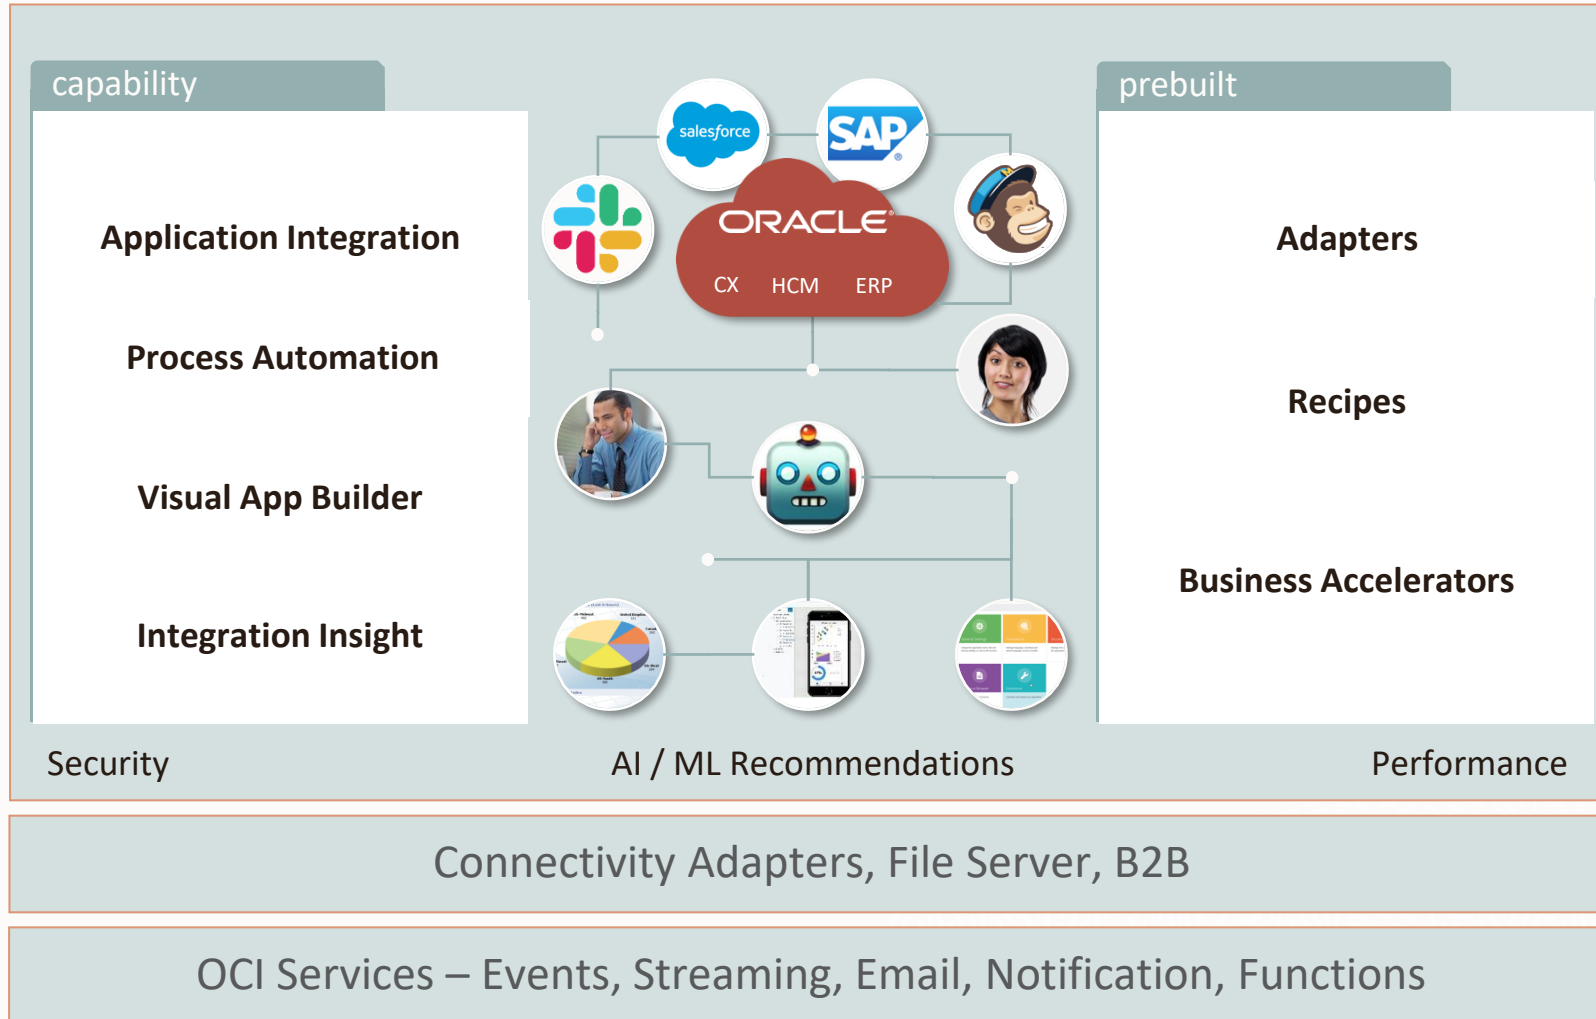 capability
prebuilt
salesforce
SAP
ORACLE
CX HCM ERP
Application Integration
Process Automation
Visual App Builder
Integration Insight
Adapters
Recipes
Business Accelerators
Security
AI / ML Recommendations
Performance
Connectivity Adapters, File Server, B2B
OCI Services – Events, Streaming, Email, Notification, Functions